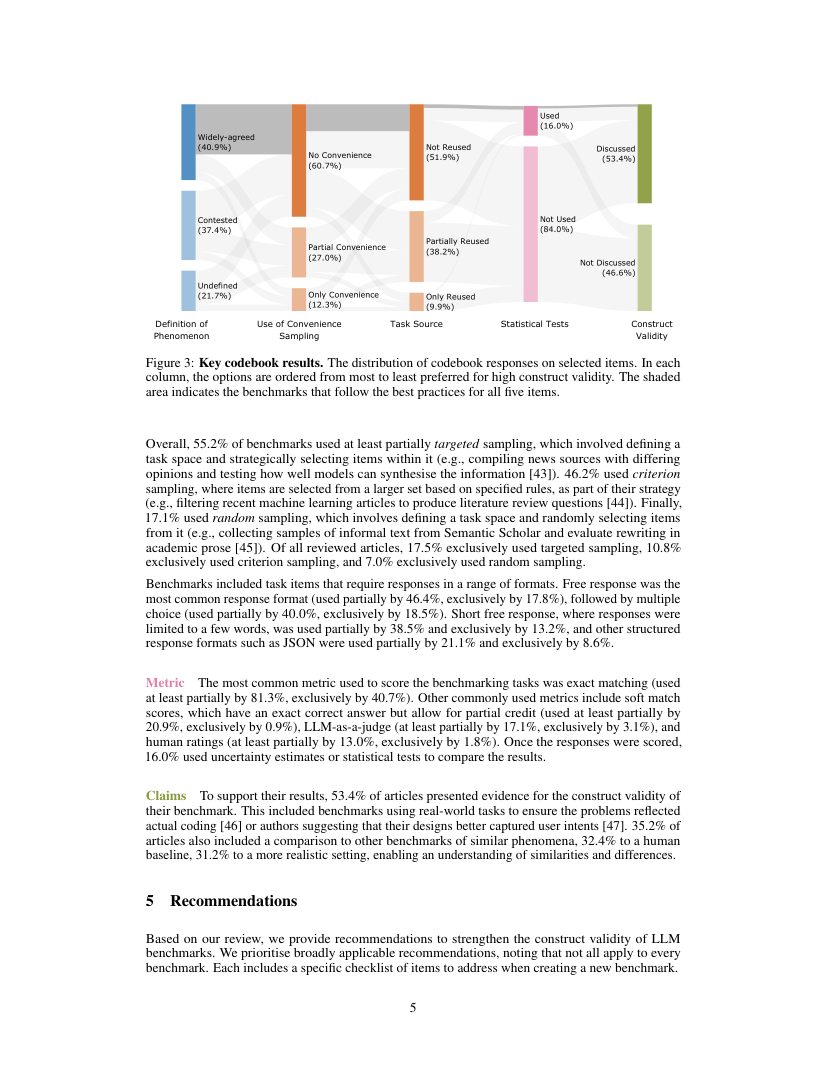 Widely-agreed
(40.9%)
Contested
(37.4%)
Undefined
(21.7%)
Definition of
Phenomenon
No Convenience
(60.7%)
Partial Convenience
(27.0%)
Only Convenience
(12.3%)
Use of Convenience
Sampling
Not Reused
(51.9%)
Partially Reused
(38.2%)
Only Reused
(9.9%)
Task Source
Used
(16.0%)
Not Used
(84.0%)
Statistical Tests
Discussed
(53.4%)
Not Discussed
(46.6%)
Construct
Validity
Figure 3: Key codebook results. The distribution of codebook responses on selected items. In each
column, the options are ordered from most to least preferred for high construct validity. The shaded
area indicates the benchmarks that follow the best practices for all five items.
Overall, 55.2% of benchmarks used at least partially targeted sampling, which involved defining a
task space and strategically selecting items within it (e.g., compiling news sources with differing
opinions and testing how well models can synthesise the information [43]). 46.2% used criterion
sampling, where items are selected from a larger set based on specified rules, as part of their strategy
(e.g., filtering recent machine learning articles to produce literature review questions [44]). Finally,
17.1% used random sampling, which involves defining a task space and randomly selecting items
from it (e.g., collecting samples of informal text from Semantic Scholar and evaluate rewriting in
academic prose [45]). Of all reviewed articles, 17.5% exclusively used targeted sampling, 10.8%
exclusively used criterion sampling, and 7.0% exclusively used random sampling.
Benchmarks included task items that require responses in a range of formats. Free response was the
most common response format (used partially by 46.4%, exclusively by 17.8%), followed by multiple
choice (used partially by 40.0%, exclusively by 18.5%). Short free response, where responses were
limited to a few words, was used partially by 38.5% and exclusively by 13.2%, and other structured
response formats such as JSON were used partially by 21.1% and exclusively by 8.6%.
Metric The most common metric used to score the benchmarking tasks was exact matching (used
at least partially by 81.3%, exclusively by 40.7%). Other commonly used metrics include soft match
scores, which have an exact correct answer but allow for partial credit (used at least partially by
20.9%, exclusively by 0.9%), LLM-as-a-judge (at least partially by 17.1%, exclusively by 3.1%), and
human ratings (at least partially by 13.0%, exclusively by 1.8%). Once the responses were scored,
16.0% used uncertainty estimates or statistical tests to compare the results.
Claims To support their results, 53.4% of articles presented evidence for the construct validity of
their benchmark. This included benchmarks using real-world tasks to ensure the problems reflected
actual coding [46] or authors suggesting that their designs better captured user intents [47]. 35.2% of
articles also included a comparison to other benchmarks of similar phenomena, 32.4% to a human
baseline, 31.2% to a more realistic setting, enabling an understanding of similarities and differences.
5 Recommendations
Based on our review, we provide recommendations to strengthen the construct validity of LLM
benchmarks. We prioritise broadly applicable recommendations, noting that not all apply to every
benchmark. Each includes a specific checklist of items to address when creating a new benchmark.
5